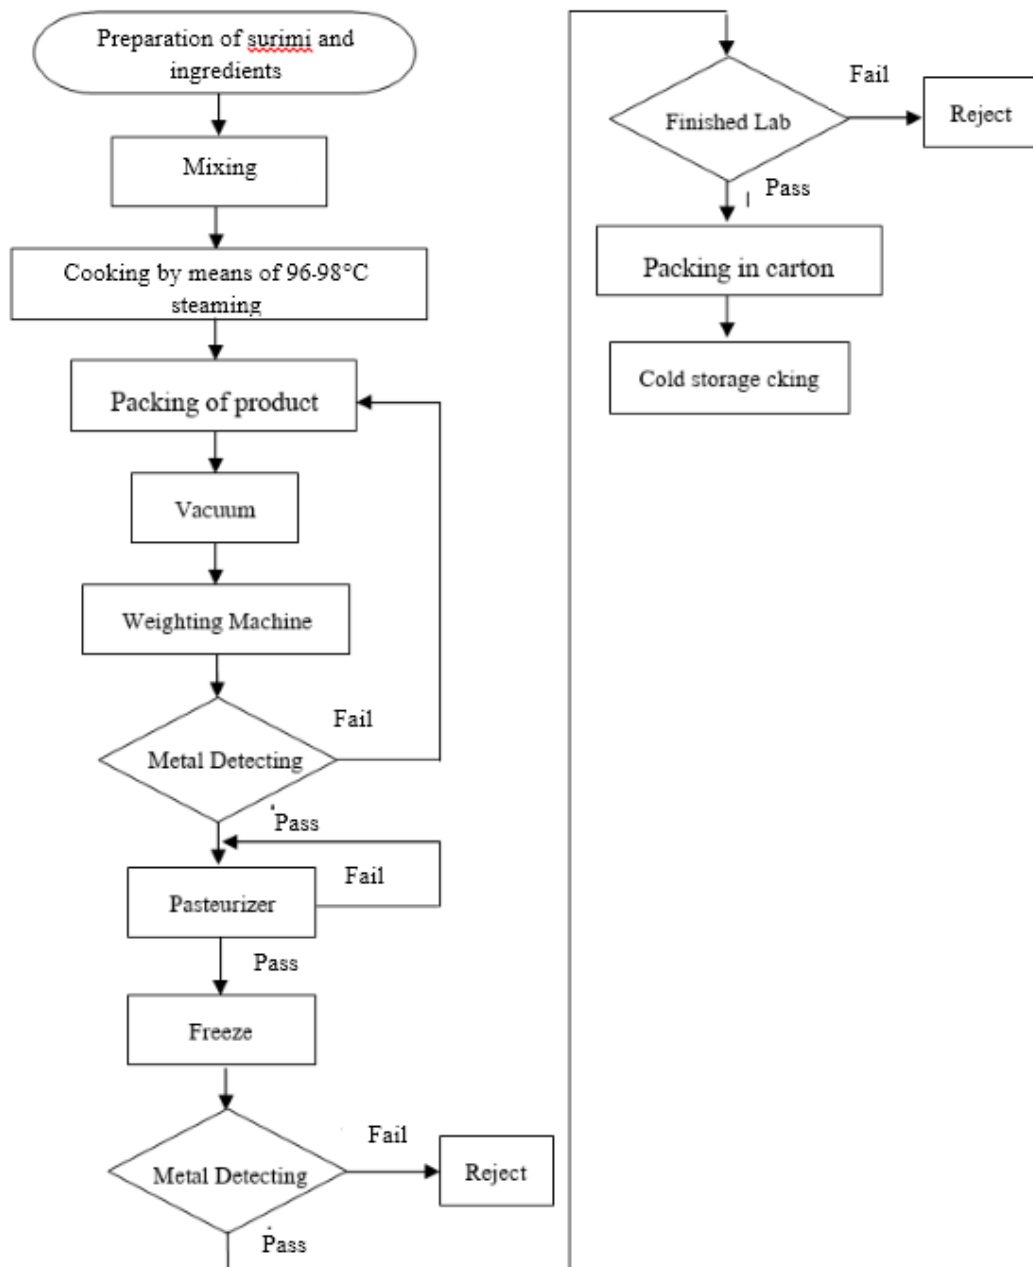 Preparation of surimi and
ingredients
Mixing
Cooking by means of 96-98°C
steaming
Packing of product
Vacuum
Weighting Machine
Fail
Metal Detecting
Pass
Fail
Pasteurizer
Pass
Freeze
Fail
Metal Detecting
Reject
Pass
Fail
Finished Lab
Reject
Pass
Packing in carton
Cold storage cking